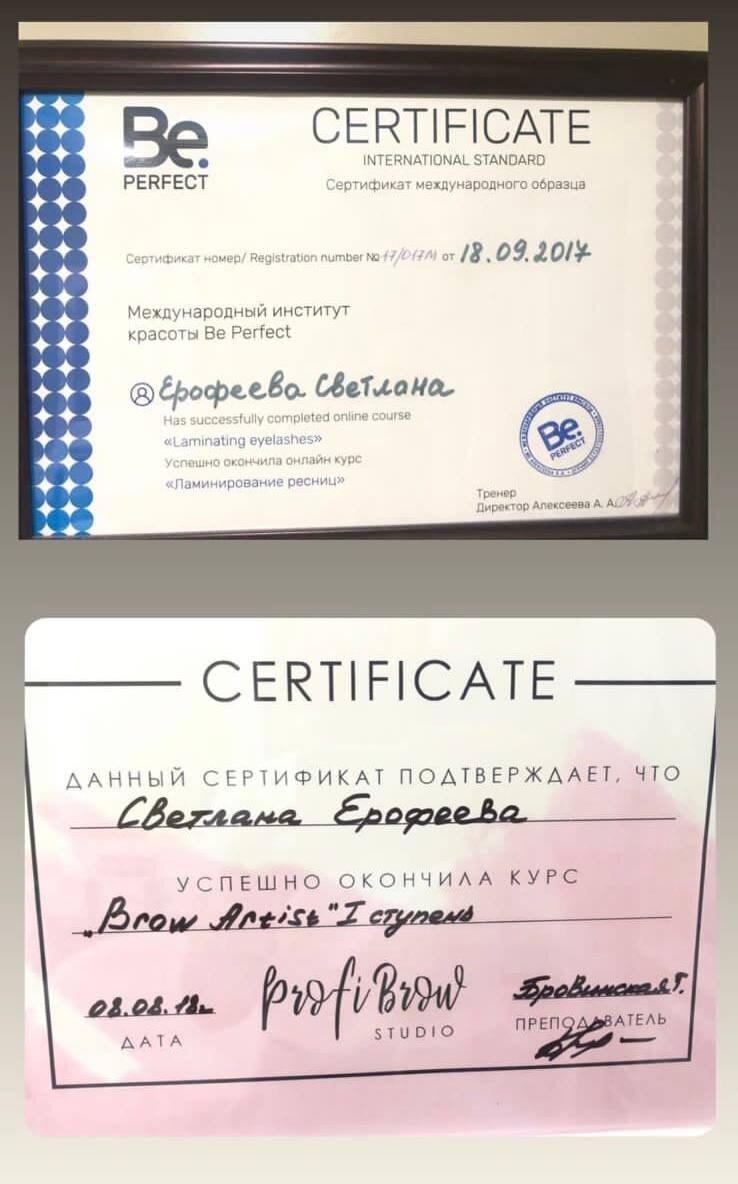 Be.
PERFECT
CERTIFICATE
INTERNATIONAL STANDARD
Сертификат международного образца
Сертификат номер/ Registration number № 17/017М от 18.09.2017
Международный институт
красоты Be Perfect
Ерофеева Светлана
Has successfully completed online course
«Laminating eyelashes»
Успешно окончила онлайн курс
«Ламинирование ресниц»
Be.
PERFECT
Тренер
Директор Алексеева А. А.
CERTIFICATE
ДАННЫЙ СЕРТИФИКАТ ПОДТВЕРЖДАЕТ, ЧТО
Светлана Ерофеева
УСПЕШНО ОКОНЧИЛА КУРС
„Brow Artist" I ступень
08.08.18г.
ДАТА
ProfiBrow
STUDIO
Бровинская Т.
ПРЕПОДАВАТЕЛЬ